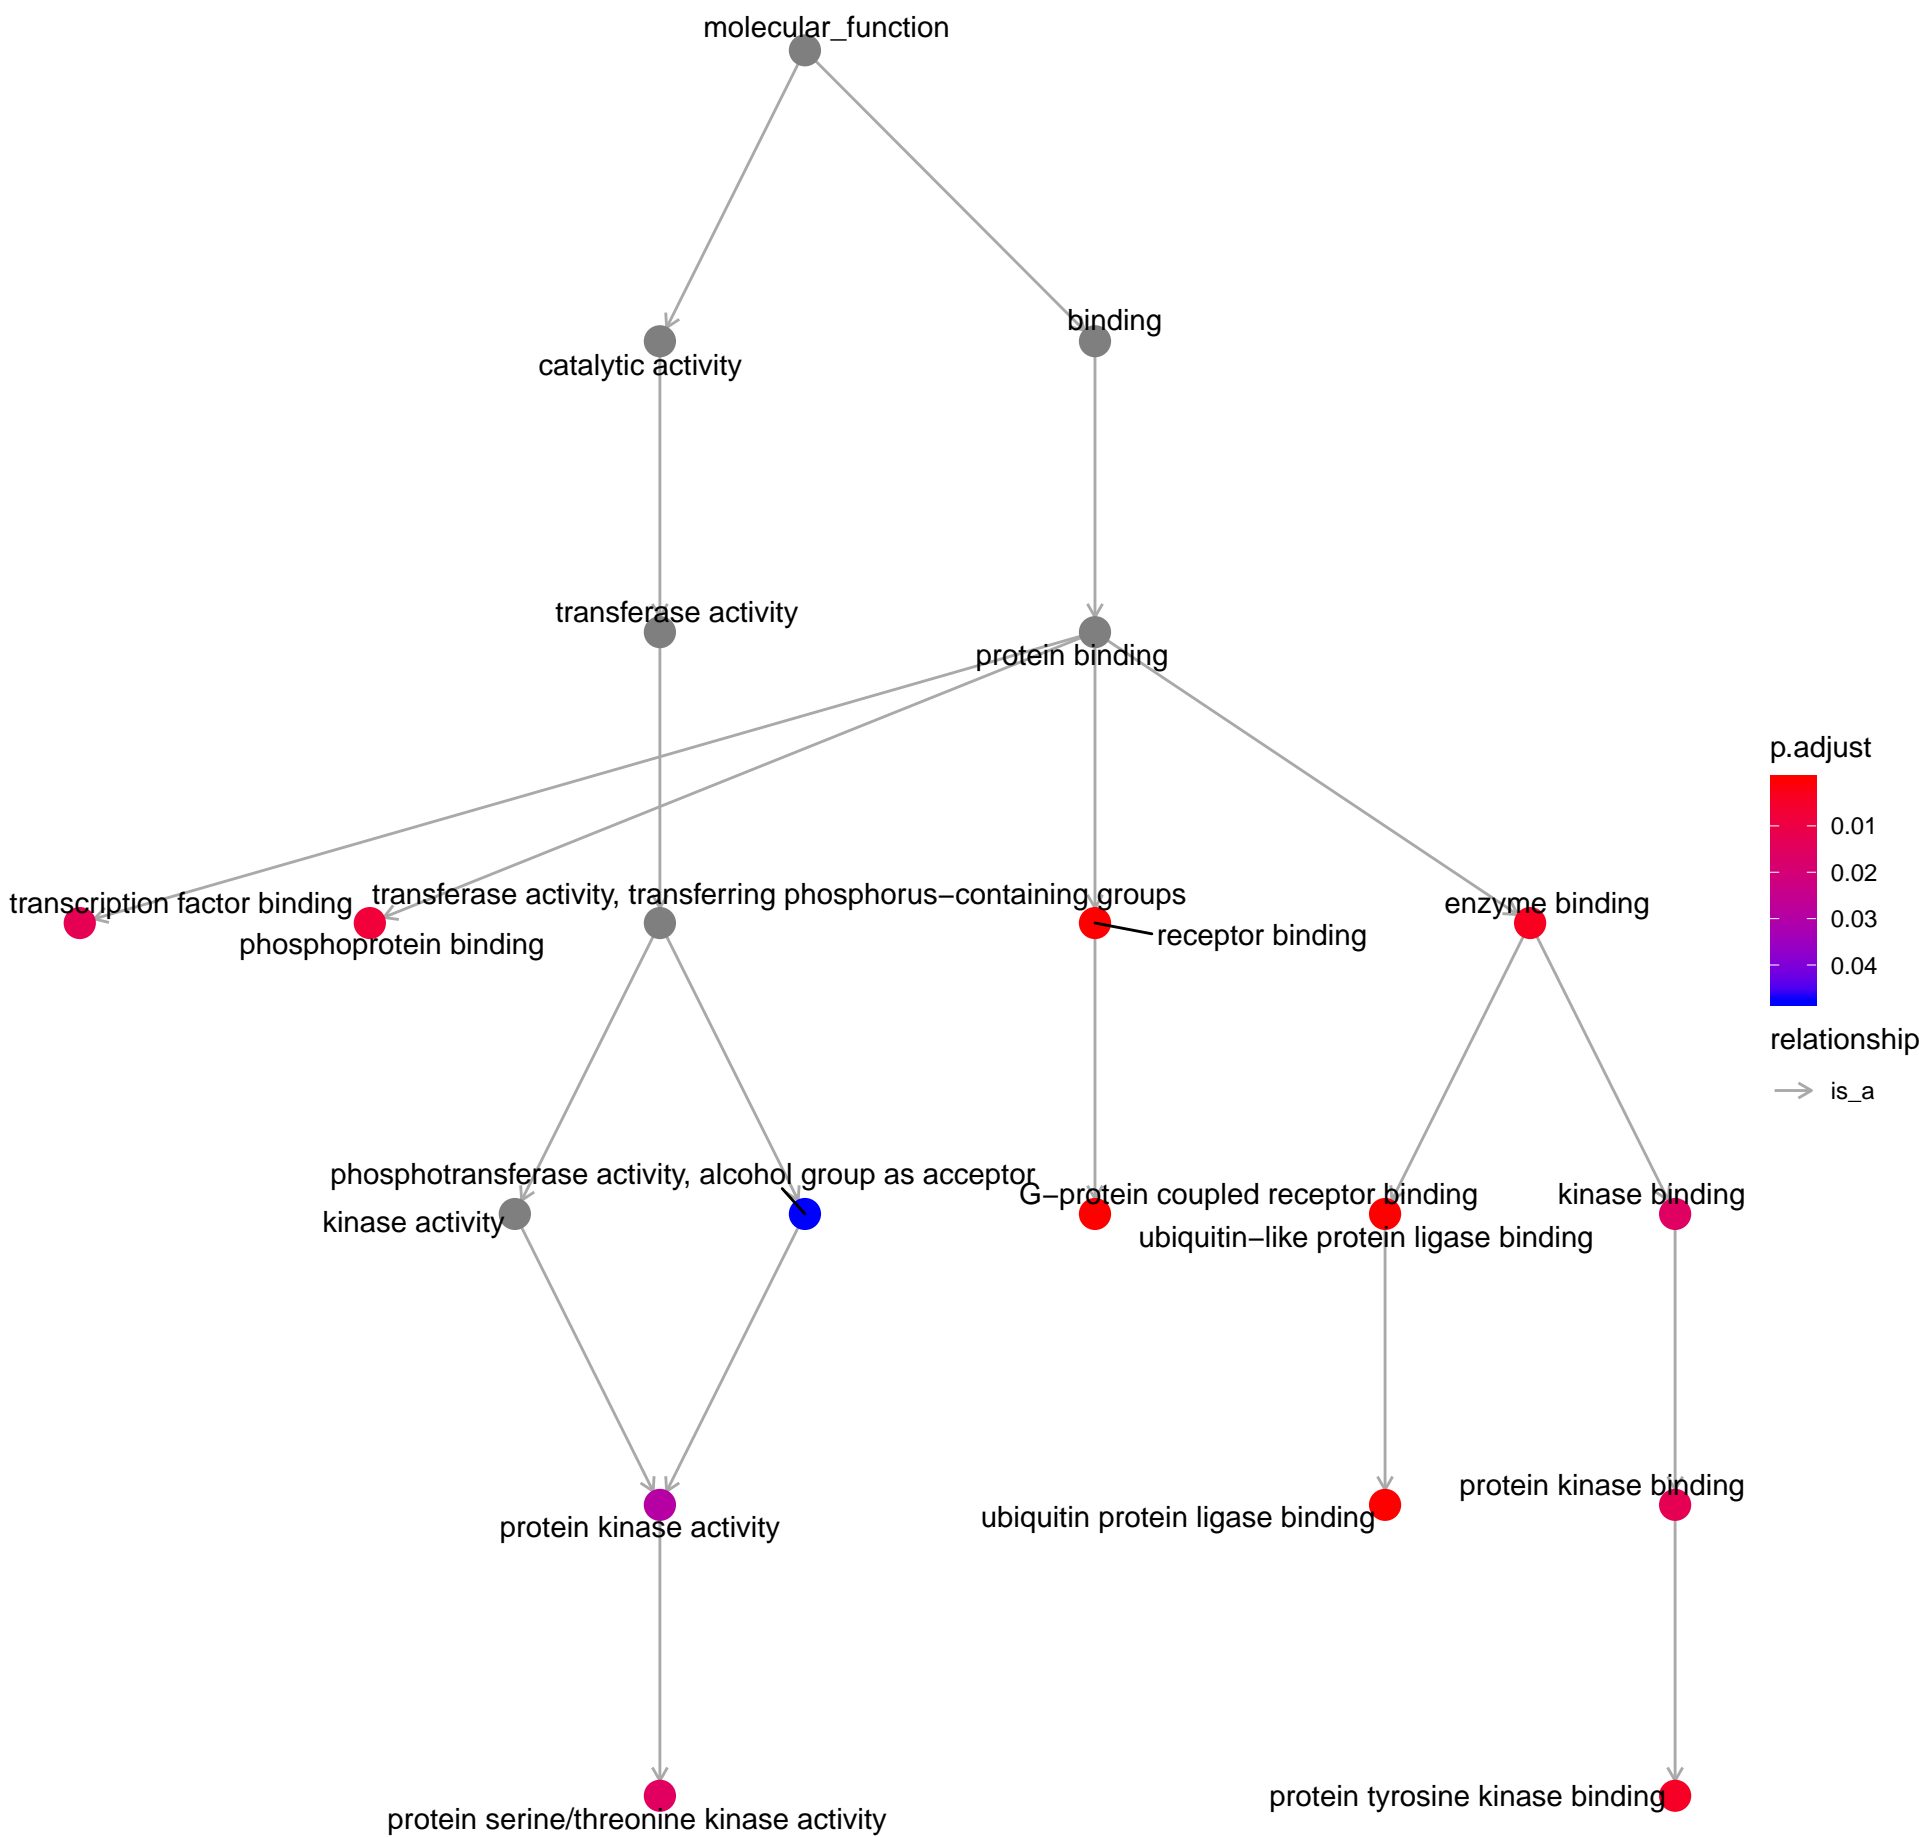 molecular_function
binding
catalytic activity
transferase activity
protein binding
p.adjust
0.01
0.02
0.03
0.04
relationship
is_a
transcription factor binding
transferase activity, transferring phosphorus−containing groups
enzyme binding
phosphoprotein binding
receptor binding
phosphotransferase activity, alcohol group as acceptor
G−protein coupled receptor binding
kinase binding
kinase activity
ubiquitin−like protein ligase binding
protein kinase binding
ubiquitin protein ligase binding
protein kinase activity
protein tyrosine kinase binding
protein serine/threonine kinase activity